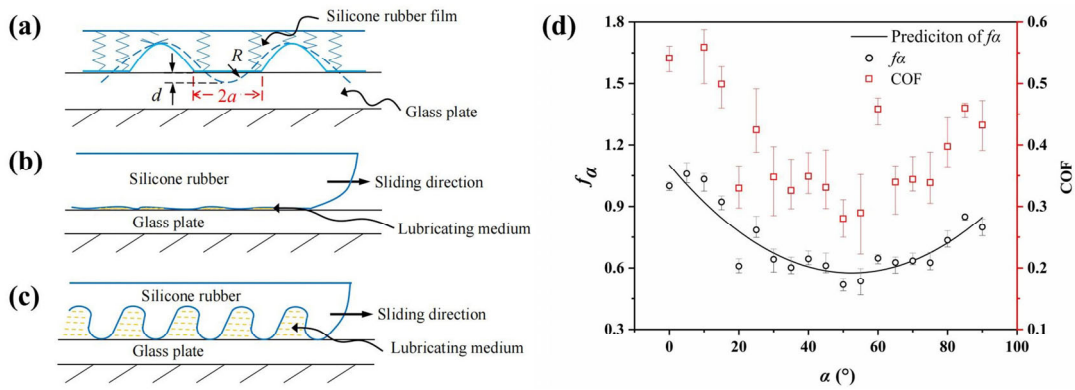 (a)
Silicone rubber film
R
d
2a
Glass plate
(b)
Silicone rubber
Sliding direction
Glass plate
Lubricating medium
(c)
Silicone rubber
Sliding direction
Glass plate
Lubricating medium
(d)
1.8
1.5
1.2
0.9
0.6
0.3
fα
Prediciton of fα
fα
COF
0.6
0.5
0.4
0.3
0.2
0.1
COF
0 20 40 60 80 100
α (°)